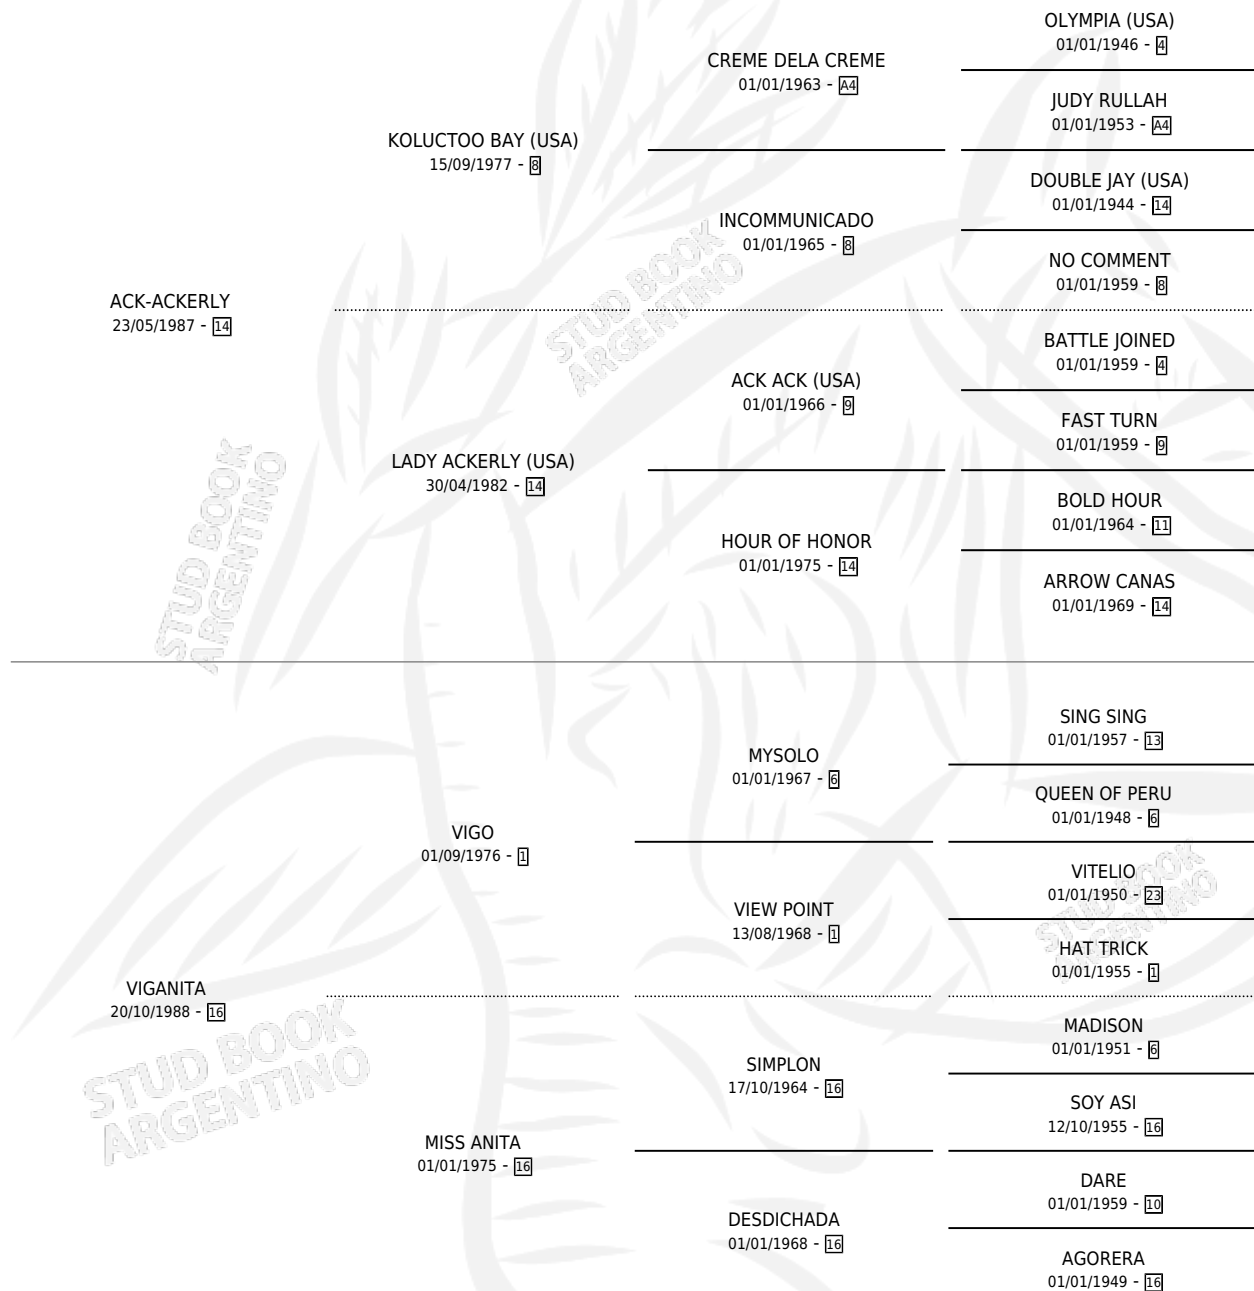 OLYMPIA (USA)
01/01/1946 - 4
CREME DELA CREME
01/01/1963 - A4
JUDY RULLAH
01/01/1953 - A4
KOLUCTOO BAY (USA)
15/09/1977 - 8
DOUBLE JAY (USA)
01/01/1944 - 14
INCOMMUNICADO
01/01/1965 - 8
NO COMMENT
01/01/1959 - 8
ACK-ACKERLY
23/05/1987 - 14
BATTLE JOINED
01/01/1959 - 4
ACK ACK (USA)
01/01/1966 - 9
FAST TURN
01/01/1959 - 9
LADY ACKERLY (USA)
30/04/1982 - 14
BOLD HOUR
01/01/1964 - 11
HOUR OF HONOR
01/01/1975 - 14
ARROW CANAS
01/01/1969 - 14
SING SING
01/01/1957 - 13
MYSOLO
01/01/1967 - 6
QUEEN OF PERU
01/01/1948 - 6
VIGO
01/09/1976 - 1
VITELIO
01/01/1950 - 23
VIEW POINT
13/08/1968 - 1
HAT TRICK
01/01/1955 - 1
VIGANITA
20/10/1988 - 16
MADISON
01/01/1951 - 6
SIMPLON
17/10/1964 - 16
SOY ASI
12/10/1955 - 16
MISS ANITA
01/01/1975 - 16
DARE
01/01/1959 - 10
DESDICHADA
01/01/1968 - 16
AGORERA
01/01/1949 - 16
STUD BOOK
ARGENTINO
STUD BOOK
ARGENTINO
STUD BOOK
ARGENTINO
STUD BOOK
ARGENTINO